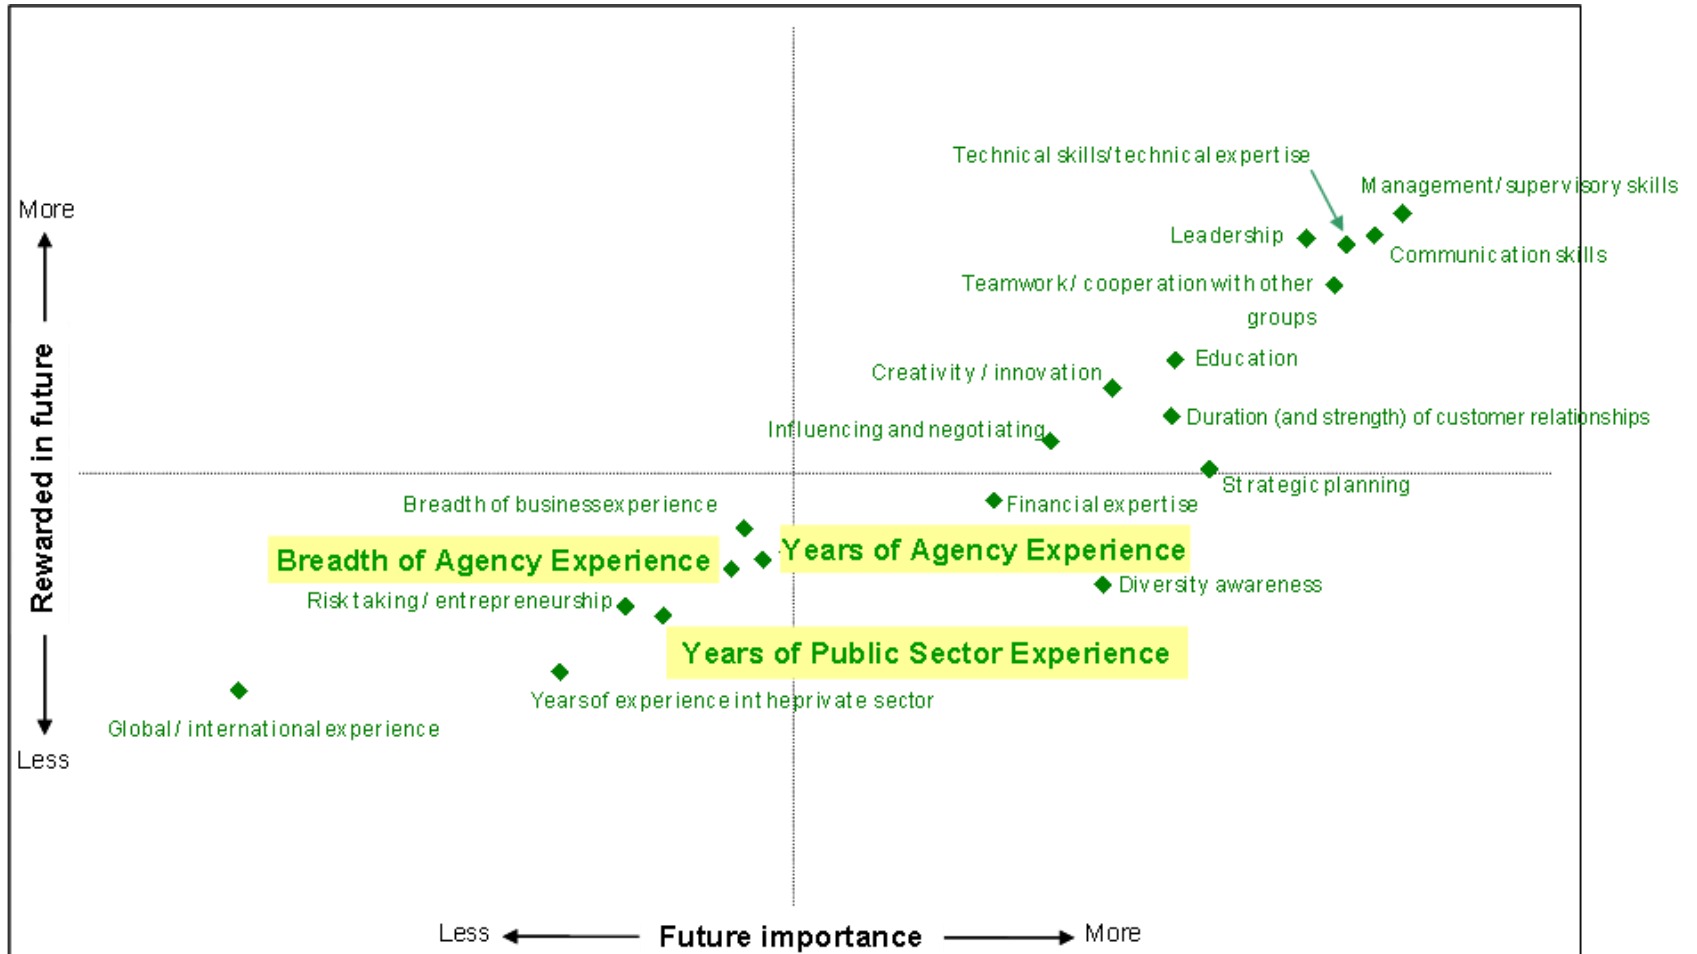 Technical skills/technical expertise
Management/supervisory skills
More
Leadership
Communication skills
Teamwork/ cooperation with other
groups
Education
Creativity / innovation
Duration (and strength) of customer relationships
Influencing and negotiating
Strategic planning
Rewarded in future
Breadth of businessexperience
Financial expertise
Years of Agency Experience
Breadth of Agency Experience
Diversity awareness
Risk taking / entrepreneurship
Years of Public Sector Experience
Yearsof experience in theprivate sector
Global / international experience
Less
Less
Future importance
More